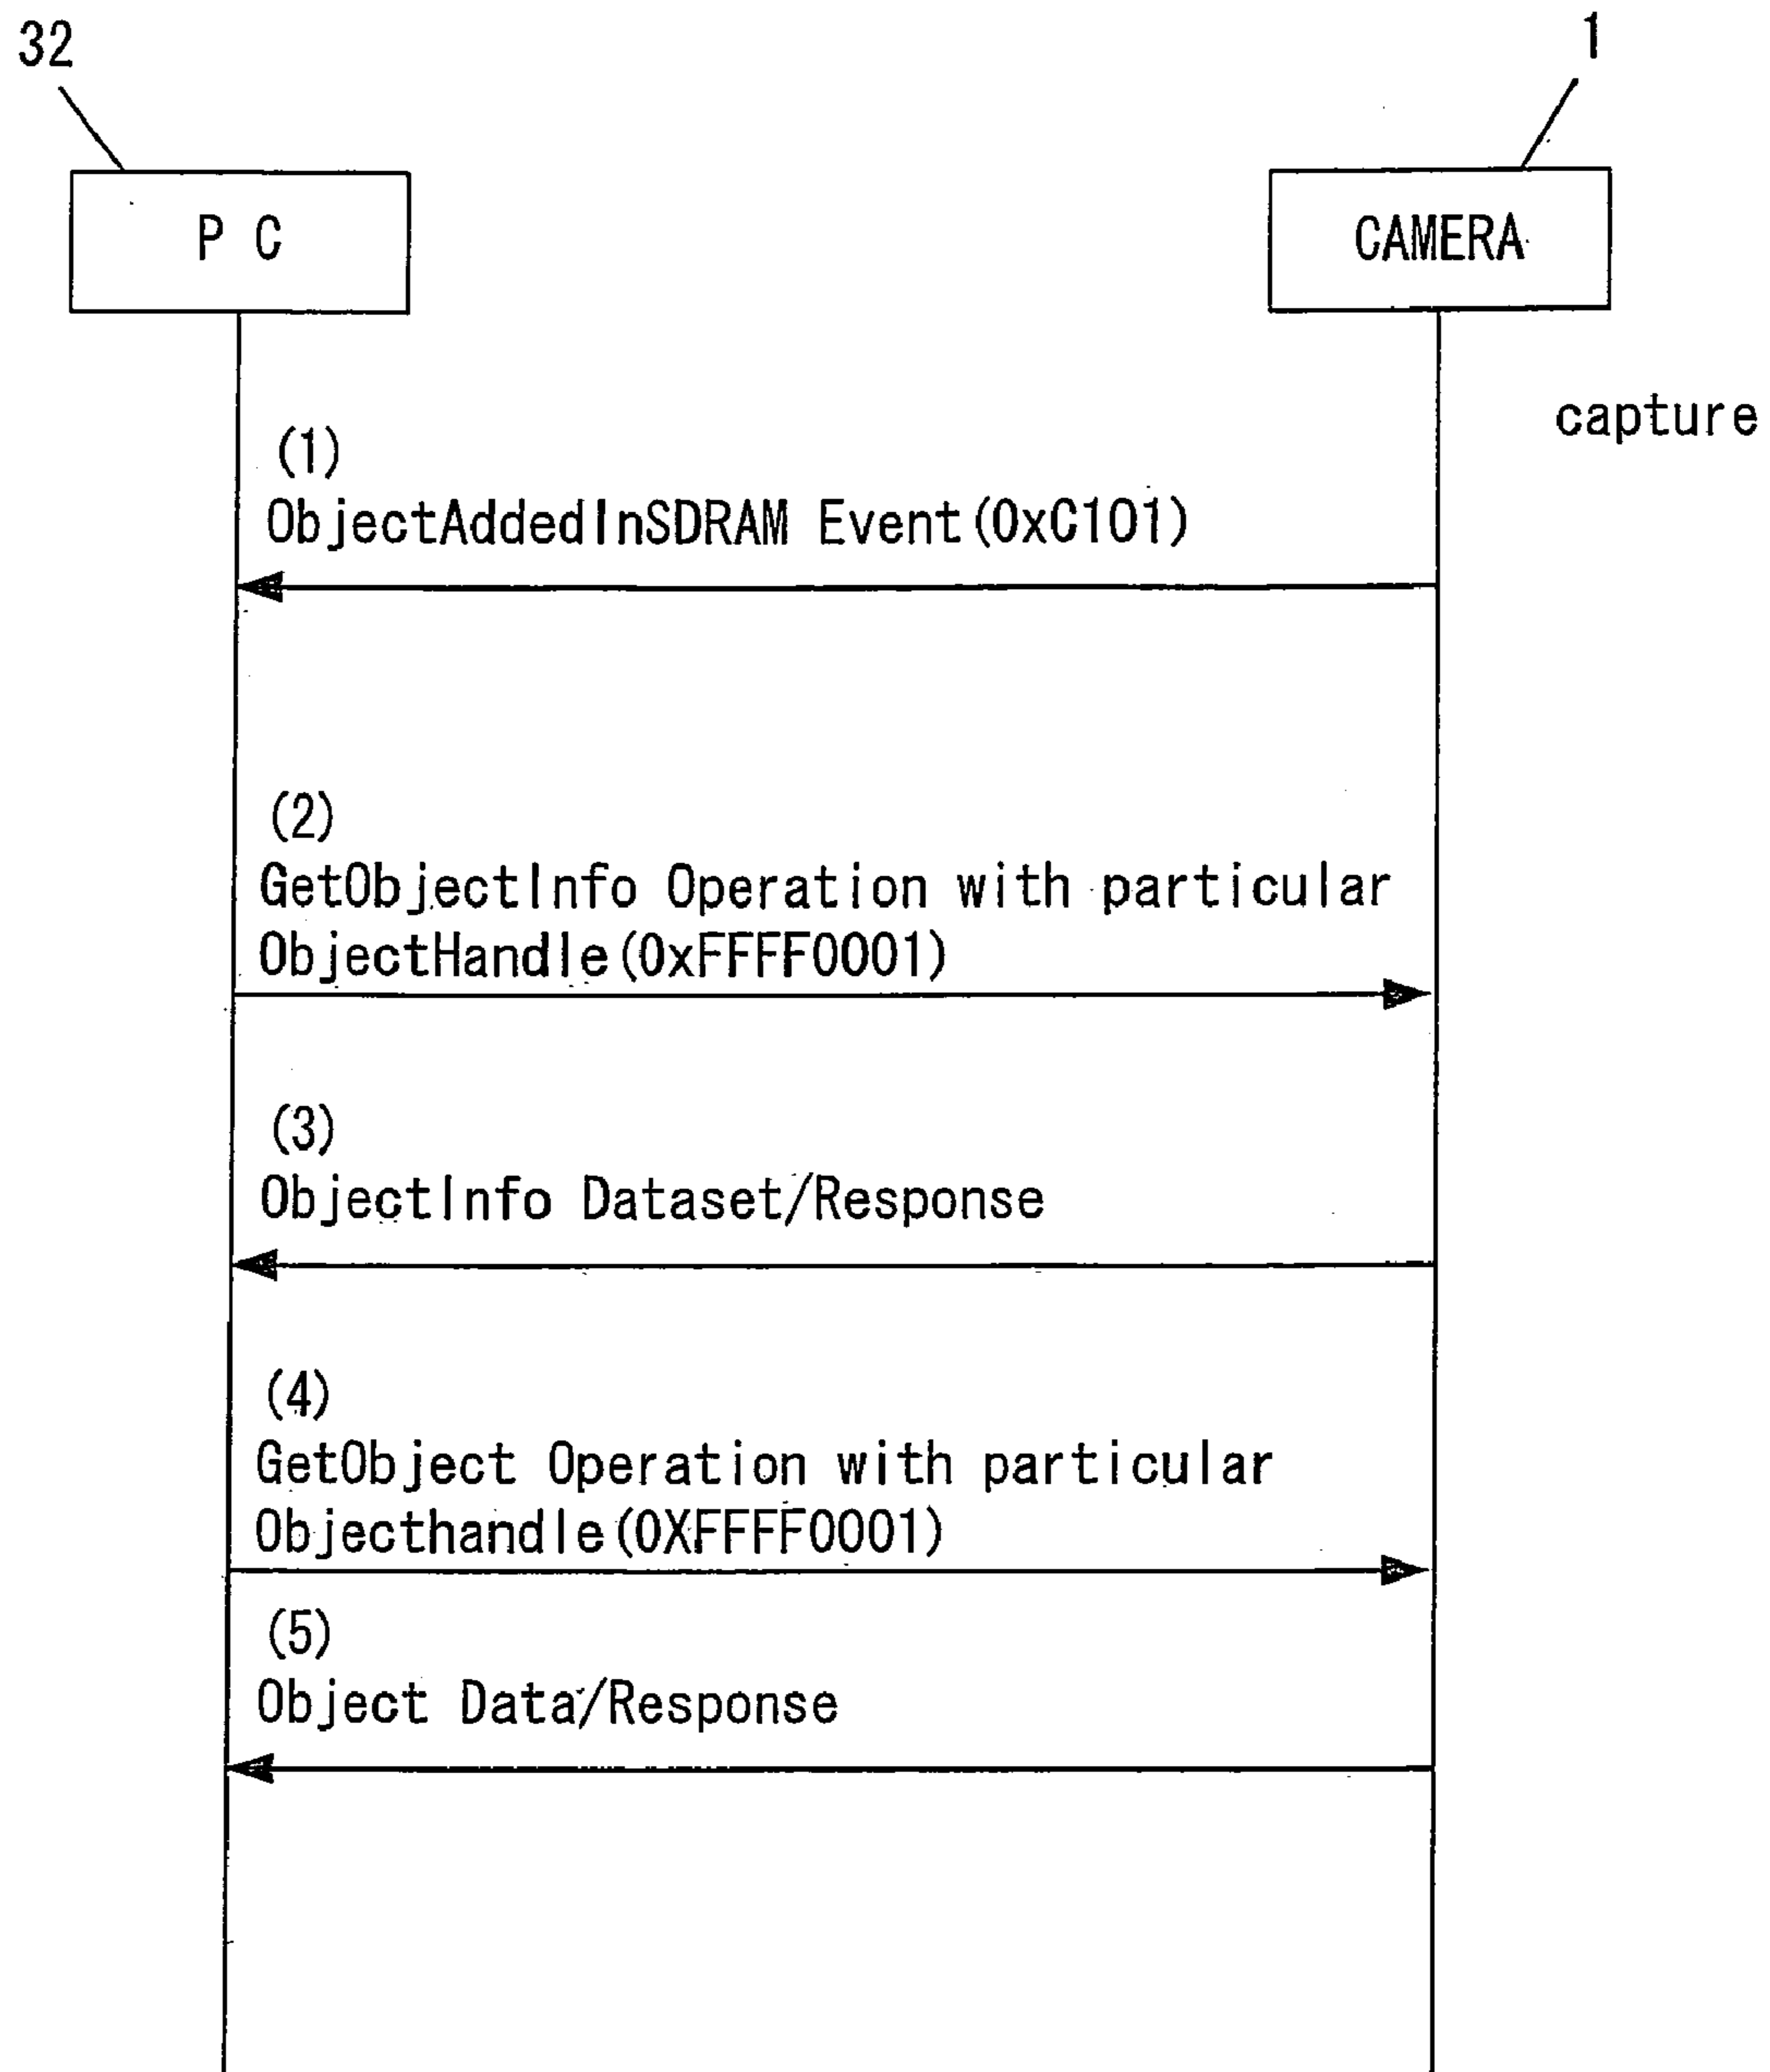 32
1
P C
CAMERA
capture
(1)
ObjectAddedInSDRAM Event(0xC101)
(2)
GetObjectInfo Operation with particular
ObjectHandle(0xFFFF0001)
(3)
ObjectInfo Dataset/Response
(4)
GetObject Operation with particular
Objecthandle(0XFFFF0001)
(5)
Object Data/Response